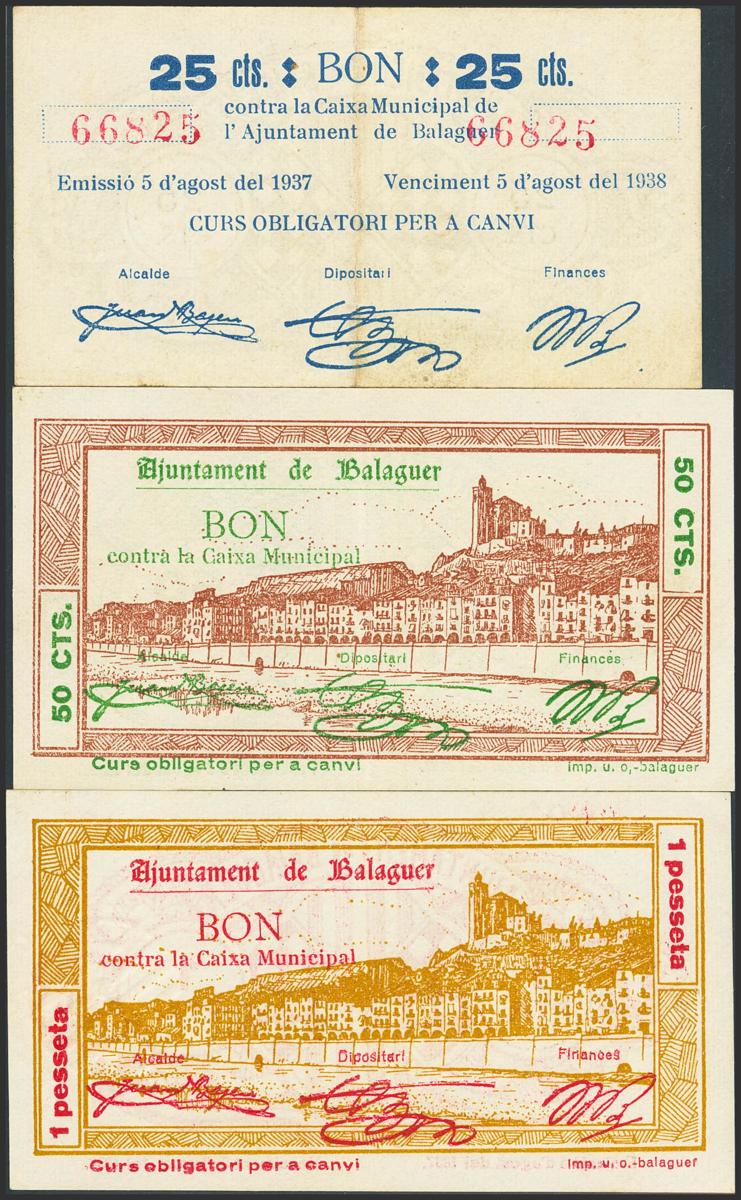 25 cts. : BON : 25 cts.
contra la Caixa Municipal de
66825 l'Ajuntament de Balaguer 66825
Emissió 5 d'agost del 1937 Venciment 5 d'agost del 1938
CURS OBLIGATORI PER A CANVI
Alcalde Dipositari Finances
Ajuntament de Balaguer
50 CTS.
BON
contra la Caixa Municipal
50 CTS.
Alcalde Dipositari Finances
Curs obligatori per a canvi Imp. u. o,-balaguer
Ajuntament de Balaguer
1 pesseta
BON
contra la Caixa Municipal
1 pesseta
Alcalde Dipositari Finances
Curs obligatori per a canvi Imp. u. o.-balaguer